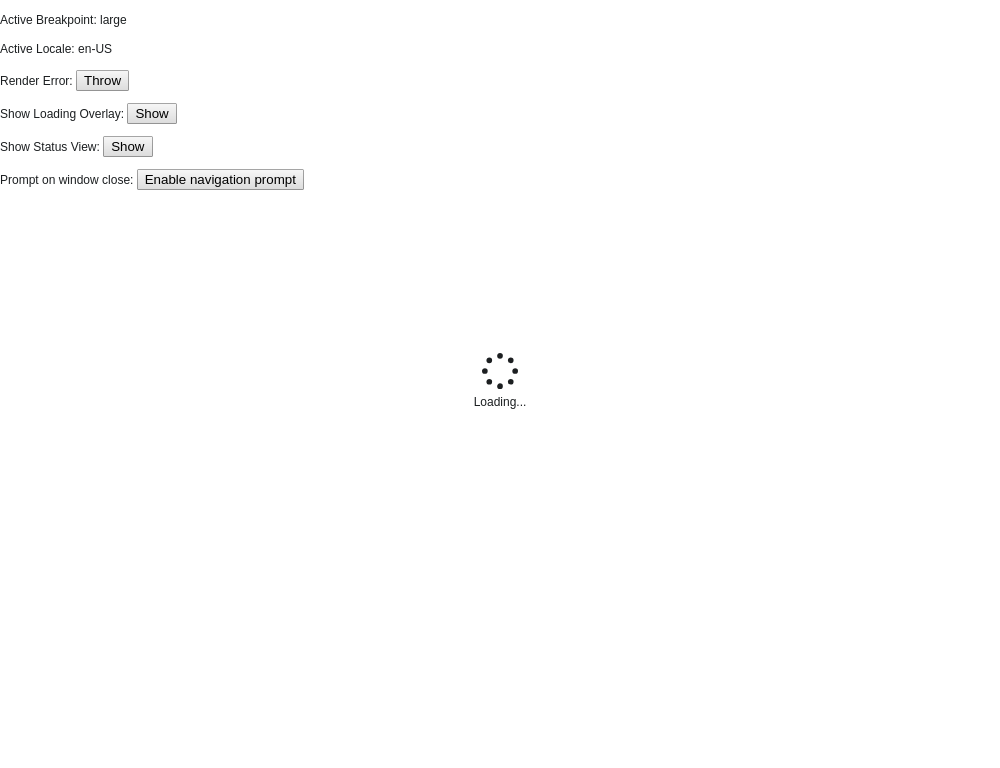 Active Breakpoint: large
Active Locale: en-US
Render Error: Throw
Show Loading Overlay: Show
Show Status View: Show
Prompt on window close: Enable navigation prompt
Loading...